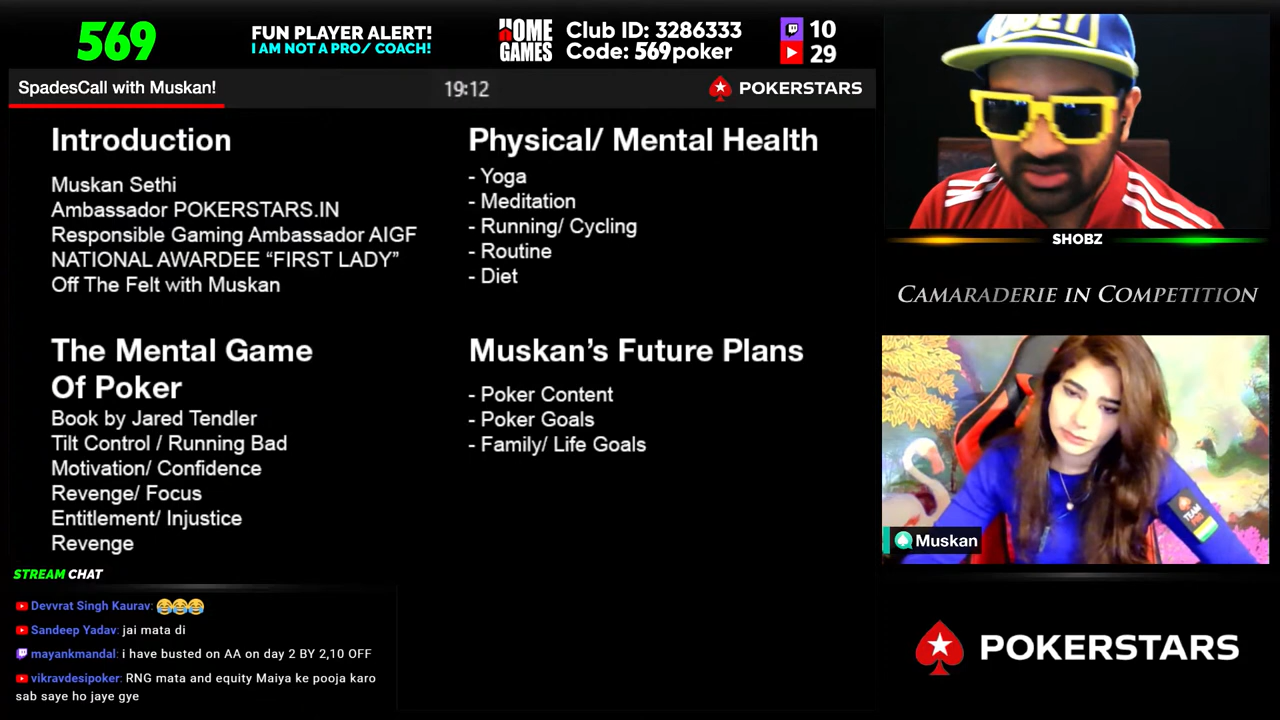 569
FUN PLAYER ALERT!
I AM NOT A PRO/ COACH!
HOME
GAMES
Club ID: 3286333
Code: 569poker
10
29
SpadesCall with Muskan!
19:12
POKERSTARS
Introduction
Muskan Sethi
Ambassador POKERSTARS.IN
Responsible Gaming Ambassador AIGF
NATIONAL AWARDEE “FIRST LADY”
Off The Felt with Muskan
Physical/ Mental Health
- Yoga
- Meditation
- Running/ Cycling
- Routine
- Diet
The Mental Game
Of Poker
Book by Jared Tendler
Tilt Control / Running Bad
Motivation/ Confidence
Revenge/ Focus
Entitlement/ Injustice
Revenge
Muskan’s Future Plans
- Poker Content
- Poker Goals
- Family/ Life Goals
STREAM CHAT
Devvrat Singh Kaurav: 😂😂😂
Sandeep Yadav: jai mata di
mayankmandal: i have busted on AA on day 2 BY 2,10 OFF
vikravdesipoker: RNG mata and equity Maiya ke pooja karo
sab saye ho jaye gye
SHOBZ
CAMARADERIE IN COMPETITION
TEAM
PRO
Muskan
POKERSTARS